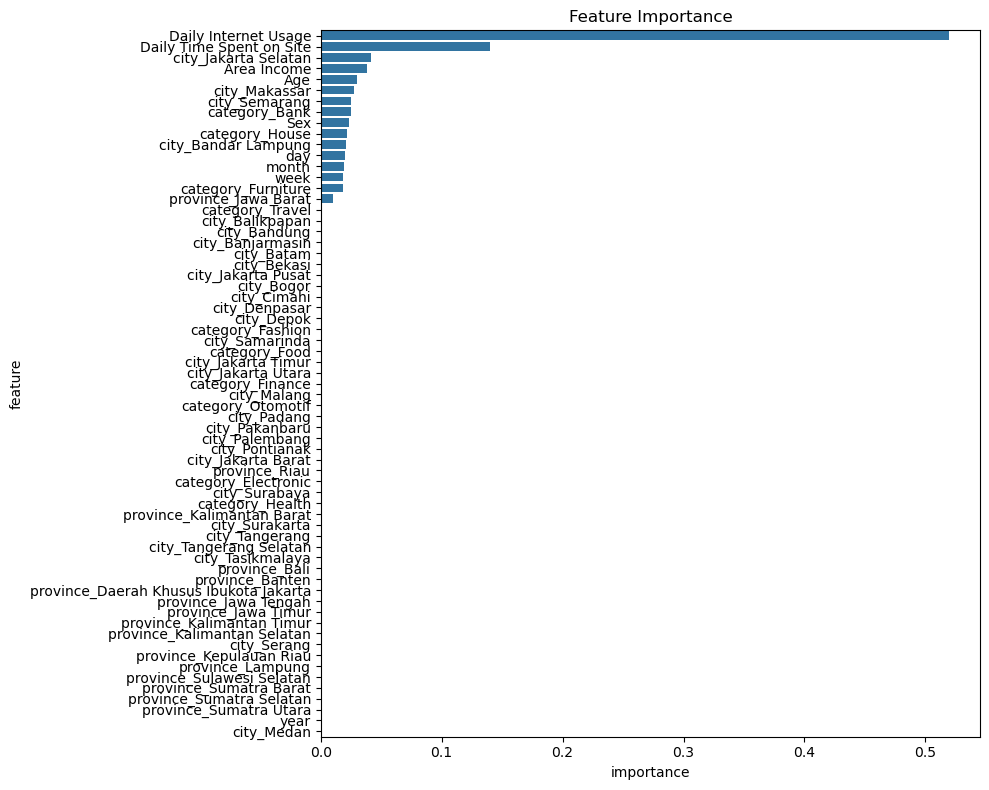 Feature Importance
Daily Internet Usage
Daily Time Spent on Site
city_Jakarta Selatan
Area Income
Age
city_Makassar
city_Semarang
category_Bank
Sex
category_House
city_Bandar Lampung
day
month
week
category_Furniture
province_Jawa Barat
category_Travel
city_Balikpapan
city_Bandung
city_Banjarmasin
city_Batam
city_Bekasi
city_Jakarta Pusat
city_Bogor
city_Cimahi
city_Denpasar
city_Depok
category_Fashion
city_Samarinda
category_Food
city_Jakarta Timur
city_Jakarta Utara
category_Finance
city_Malang
category_Otomotif
city_Padang
city_Pakanbaru
city_Palembang
city_Pontianak
city_Jakarta Barat
province_Riau
category_Electronic
city_Surabaya
category_Health
province_Kalimantan Barat
city_Surakarta
city_Tangerang
city_Tangerang Selatan
city_Tasikmalaya
province_Bali
province_Banten
province_Daerah Khusus Ibukota Jakarta
province_Jawa Tengah
province_Jawa Timur
province_Kalimantan Timur
province_Kalimantan Selatan
city_Serang
province_Kepulauan Riau
province_Lampung
province_Sulawesi Selatan
province_Sumatra Barat
province_Sumatra Selatan
province_Sumatra Utara
year
city_Medan
feature
0.0 0.1 0.2 0.3 0.4 0.5
importance